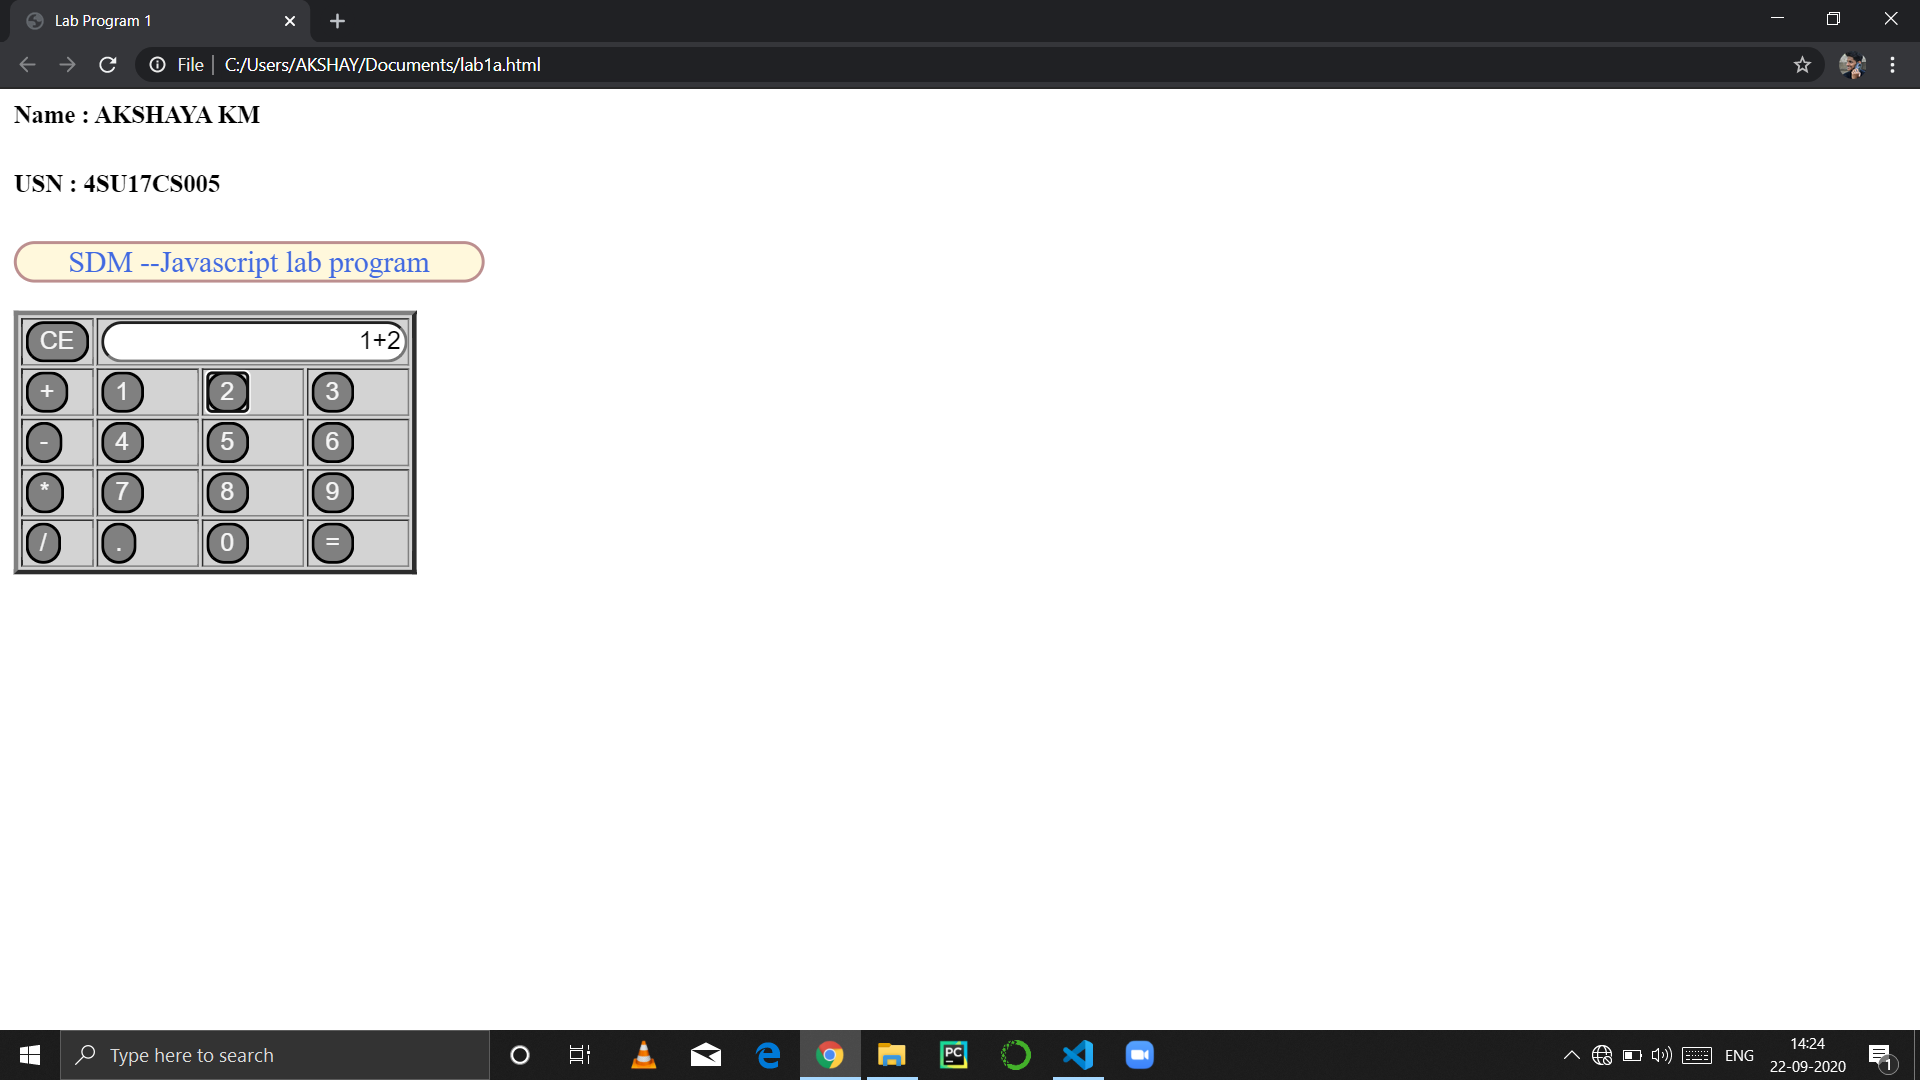 Lab Program 1
File | C:/Users/AKSHAY/Documents/lab1a.html
Name : AKSHAYA KM
USN : 4SU17CS005
SDM --Javascript lab program
CE 1+2
+ 1 2 3
- 4 5 6
* 7 8 9
/ . 0 =
Type here to search
PC
ENG
14:24
22-09-2020
1